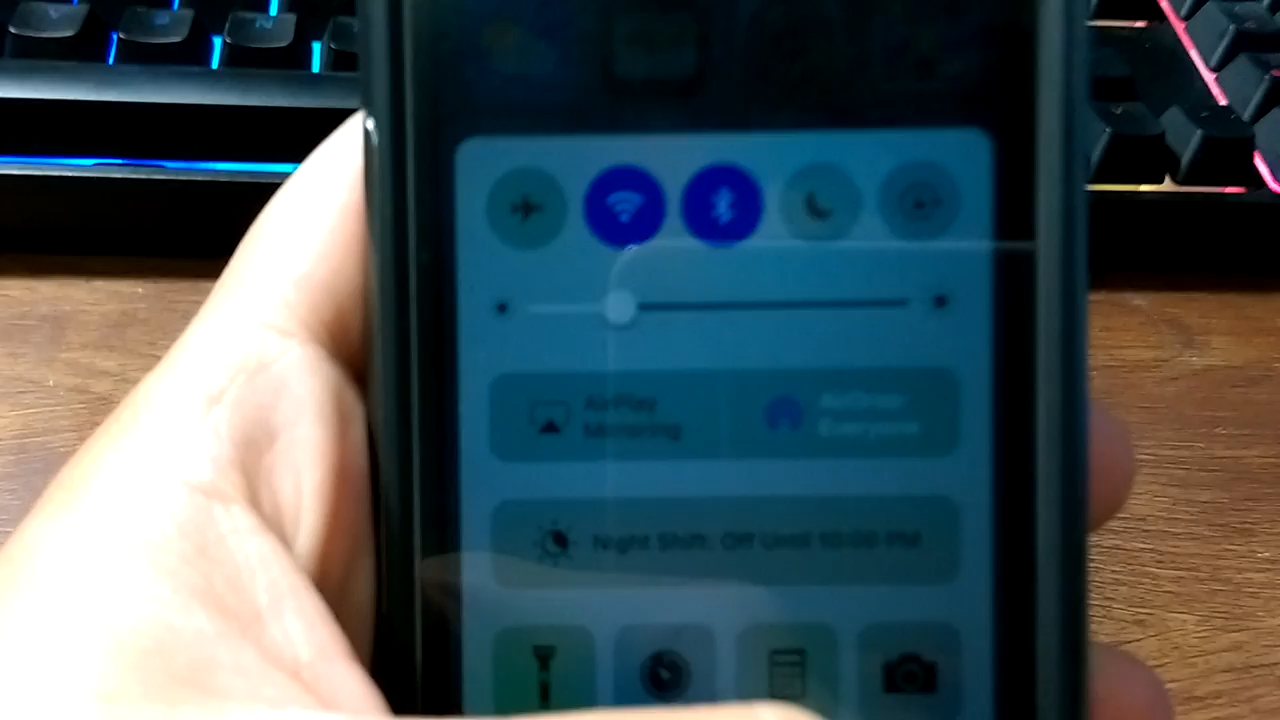 AirPlay
Mirroring
AirDrop:
Everyone
Night Shift: Off Until 10:00 PM